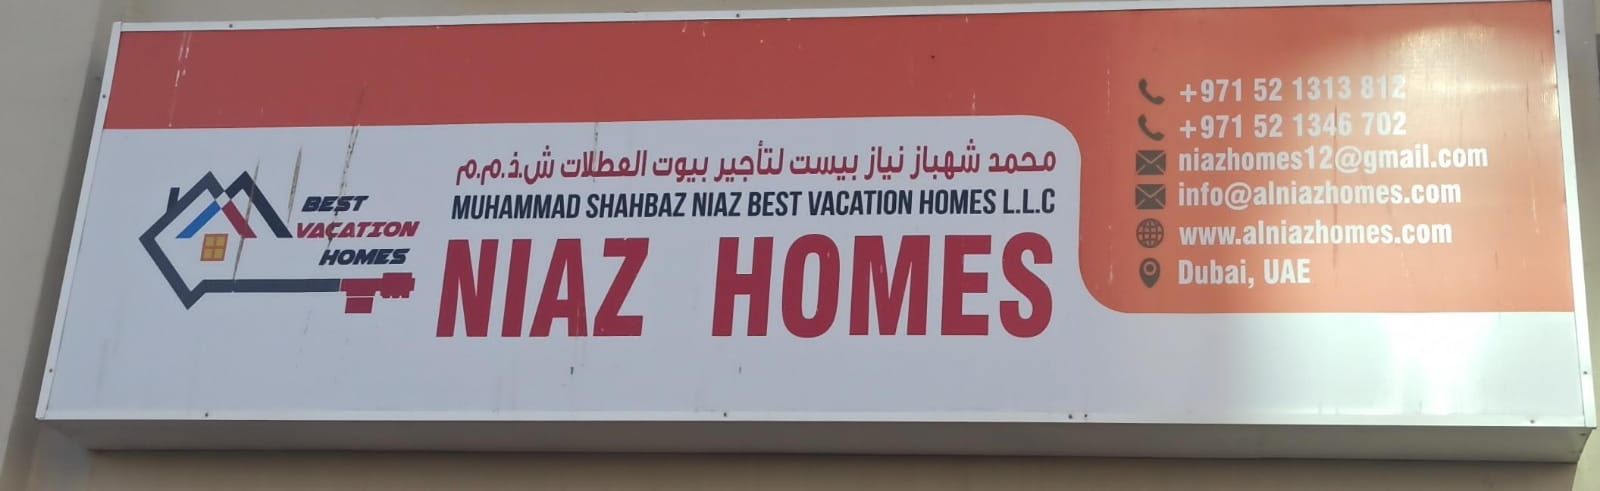 BEST
VACATION
HOMES
محمد شهباز نياز بيست لتأجير بيوت العطلات ش.ذ.م.م
MUHAMMAD SHAHBAZ NIAZ BEST VACATION HOMES L.L.C
NIAZ HOMES
+971 52 1313 812
+971 52 1346 702
niazhomes12@gmail.com
info@alniazhomes.com
www.alniazhomes.com
Dubai, UAE